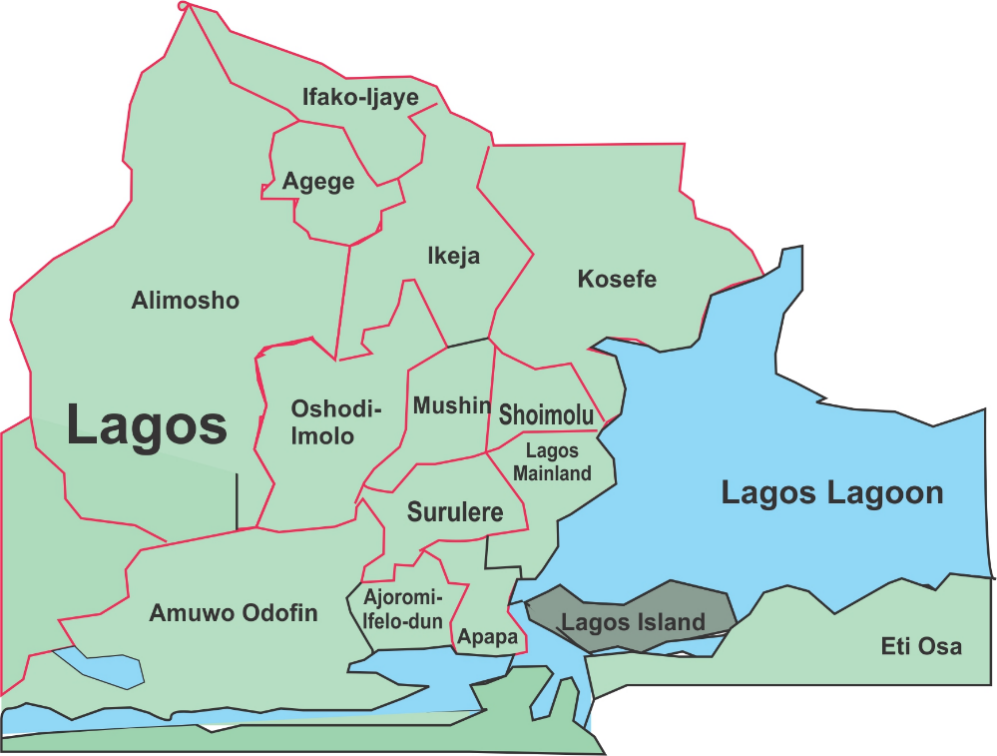 Ifako-Ijaye
Agege
Ikeja
Kosefe
Alimosho
Lagos
Oshodi-
Imolo
Mushin
Shoimolu
Lagos
Mainland
Lagos Lagoon
Surulere
Amuwo Odofin
Ajoromi-
Ifelo-dun
Apapa
Lagos Island
Eti Osa